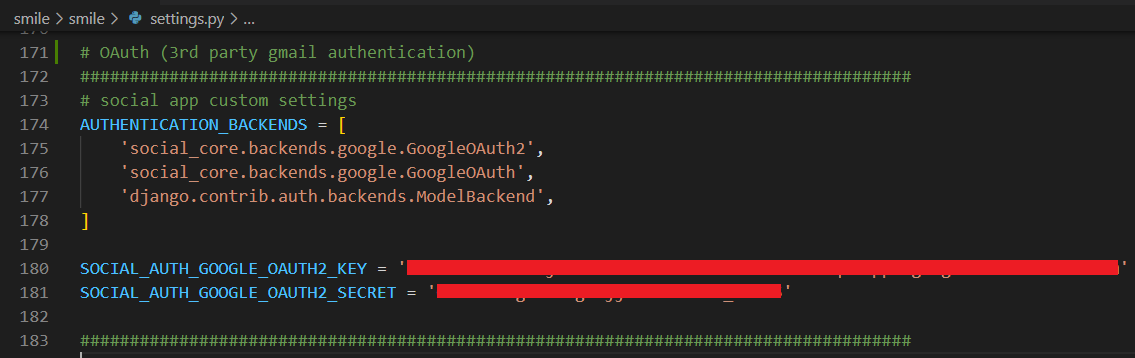 smile > smile > settings.py > ...
171 # OAuth (3rd party gmail authentication)
172 ###################################################################################
173 # social app custom settings
174 AUTHENTICATION_BACKENDS = [
175 'social_core.backends.google.GoogleOAuth2',
176 'social_core.backends.google.GoogleOAuth',
177 'django.contrib.auth.backends.ModelBackend',
178 ]
179
180 SOCIAL_AUTH_GOOGLE_OAUTH2_KEY = ' '
181 SOCIAL_AUTH_GOOGLE_OAUTH2_SECRET = ' '
182
183 ###################################################################################